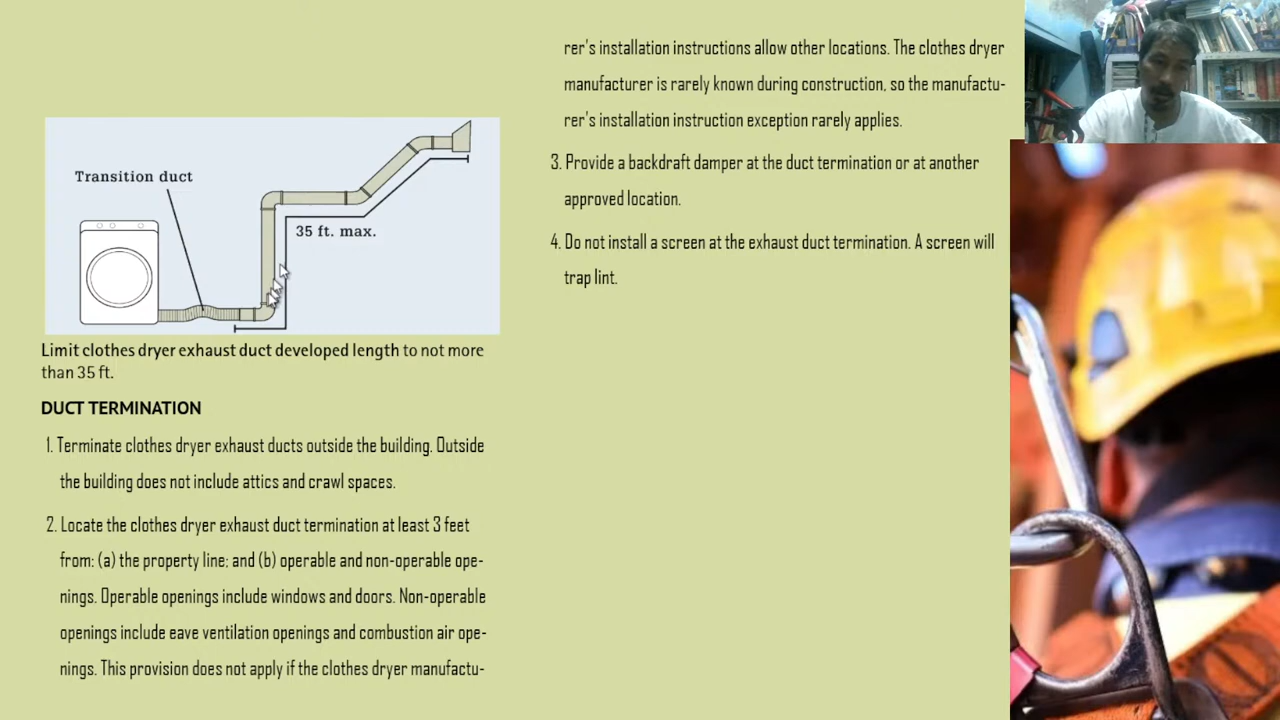 Transition duct
35 ft. max.
Limit clothes dryer exhaust duct developed length to not more
than 35 ft.
DUCT TERMINATION
1. Terminate clothes dryer exhaust ducts outside the building. Outside
the building does not include attics and crawl spaces.
2. Locate the clothes dryer exhaust duct termination at least 3 feet
from: (a) the property line; and (b) operable and non-operable ope-
nings. Operable openings include windows and doors. Non-operable
openings include eave ventilation openings and combustion air ope-
nings. This provision does not apply if the clothes dryer manufactu-
rer's installation instructions allow other locations. The clothes dryer
manufacturer is rarely known during construction, so the manufactu-
rer's installation instruction exception rarely applies.
3. Provide a backdraft damper at the duct termination or at another
approved location.
4. Do not install a screen at the exhaust duct termination. A screen will
trap lint.